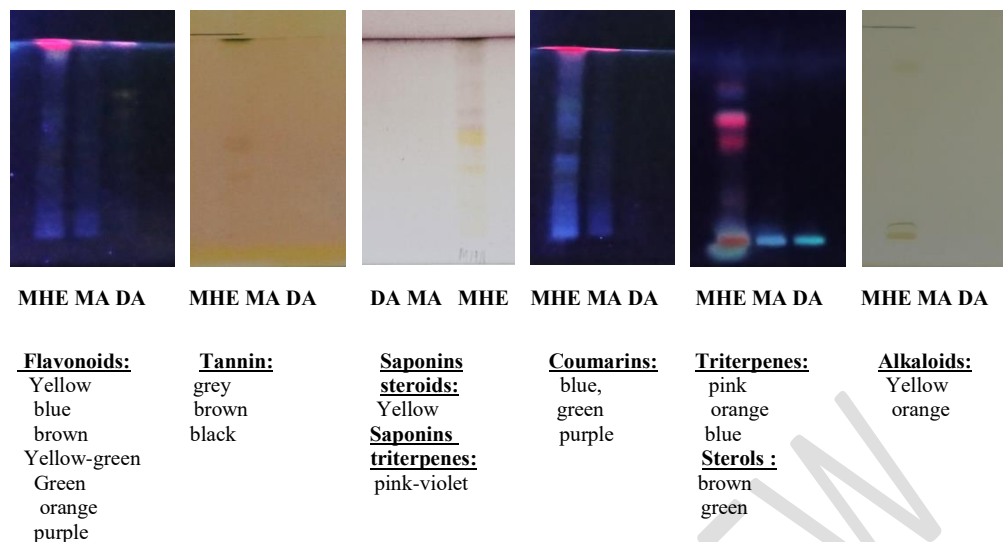 MHE
MHE MA DA
MHE MA DA
DA MA MHE
MHE MA DA
MHE MA DA
MHE MA DA
Flavonoids:
Yellow
blue
brown
Yellow-green
Green
orange
purple
Tannin:
grey
brown
black
Saponins
steroids:
Yellow
Saponins
triterpenes:
pink-violet
Coumarins:
blue,
green
purple
Triterpenes:
pink
orange
blue
Sterols :
brown
green
Alkaloids:
Yellow
orange